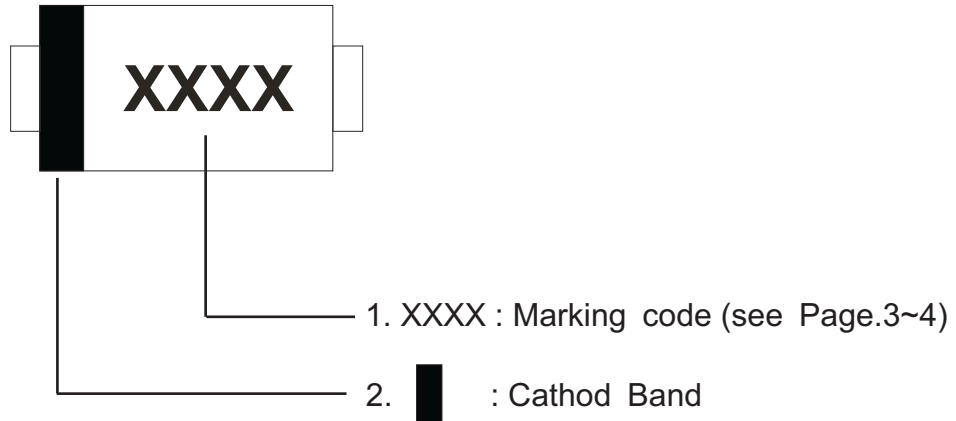 XXXX
1. XXXX : Marking code (see Page.3~4)
2. : Cathod Band